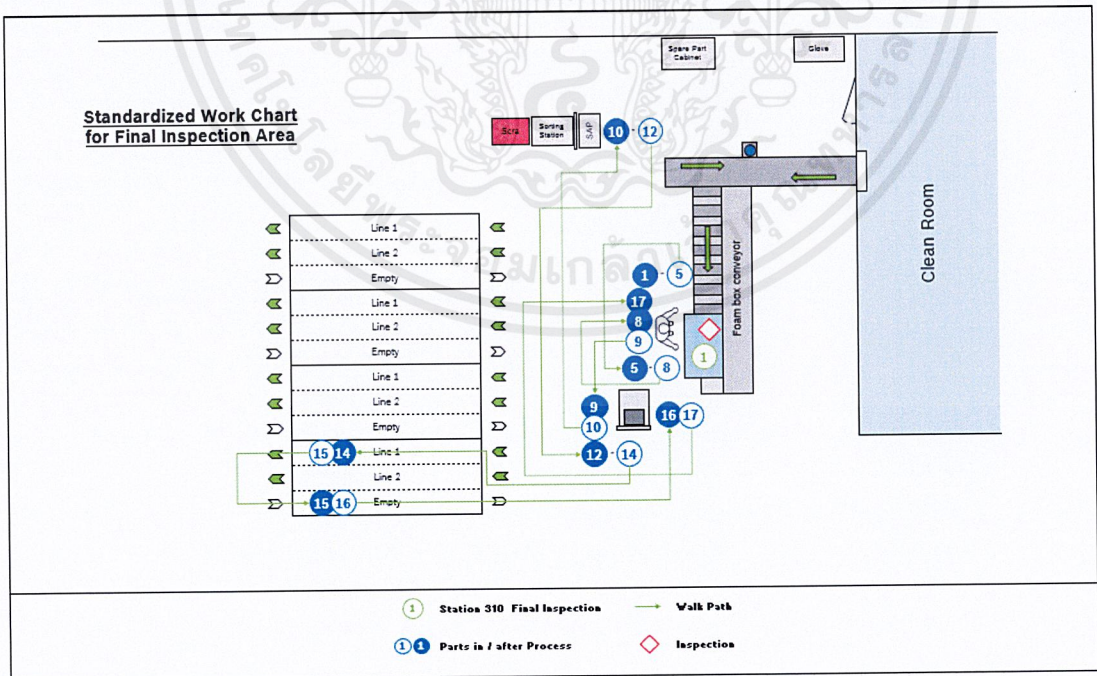 Spare Part
Cabinet
Glove
Standardized Work Chart
for Final Inspection Area
Scra
Sorting
Station
SAP
10 - 12
Clean Room
Foam box conveyor
Line 1
Line 2
Empty
1 - 5
Line 1
17
Line 2
8
Empty
9
1
5 - 8
Line 1
Line 2
9
16 17
Empty
10
15 14 Line 1
12 - 14
Line 2
15 16 Empty
1 Station 310 Final Inspection
Walk Path
1 1 Parts in / after Process
Inspection